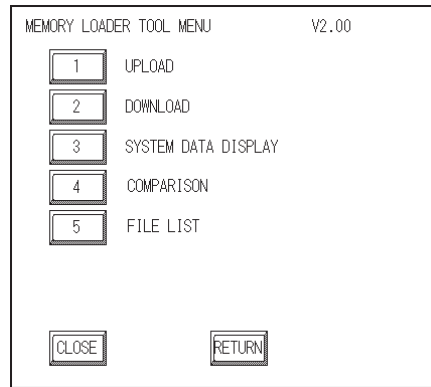 MEMORY LOADER TOOL MENU V2.00
1 UPLOAD
2 DOWNLOAD
3 SYSTEM DATA DISPLAY
4 COMPARISON
5 FILE LIST
CLOSE RETURN